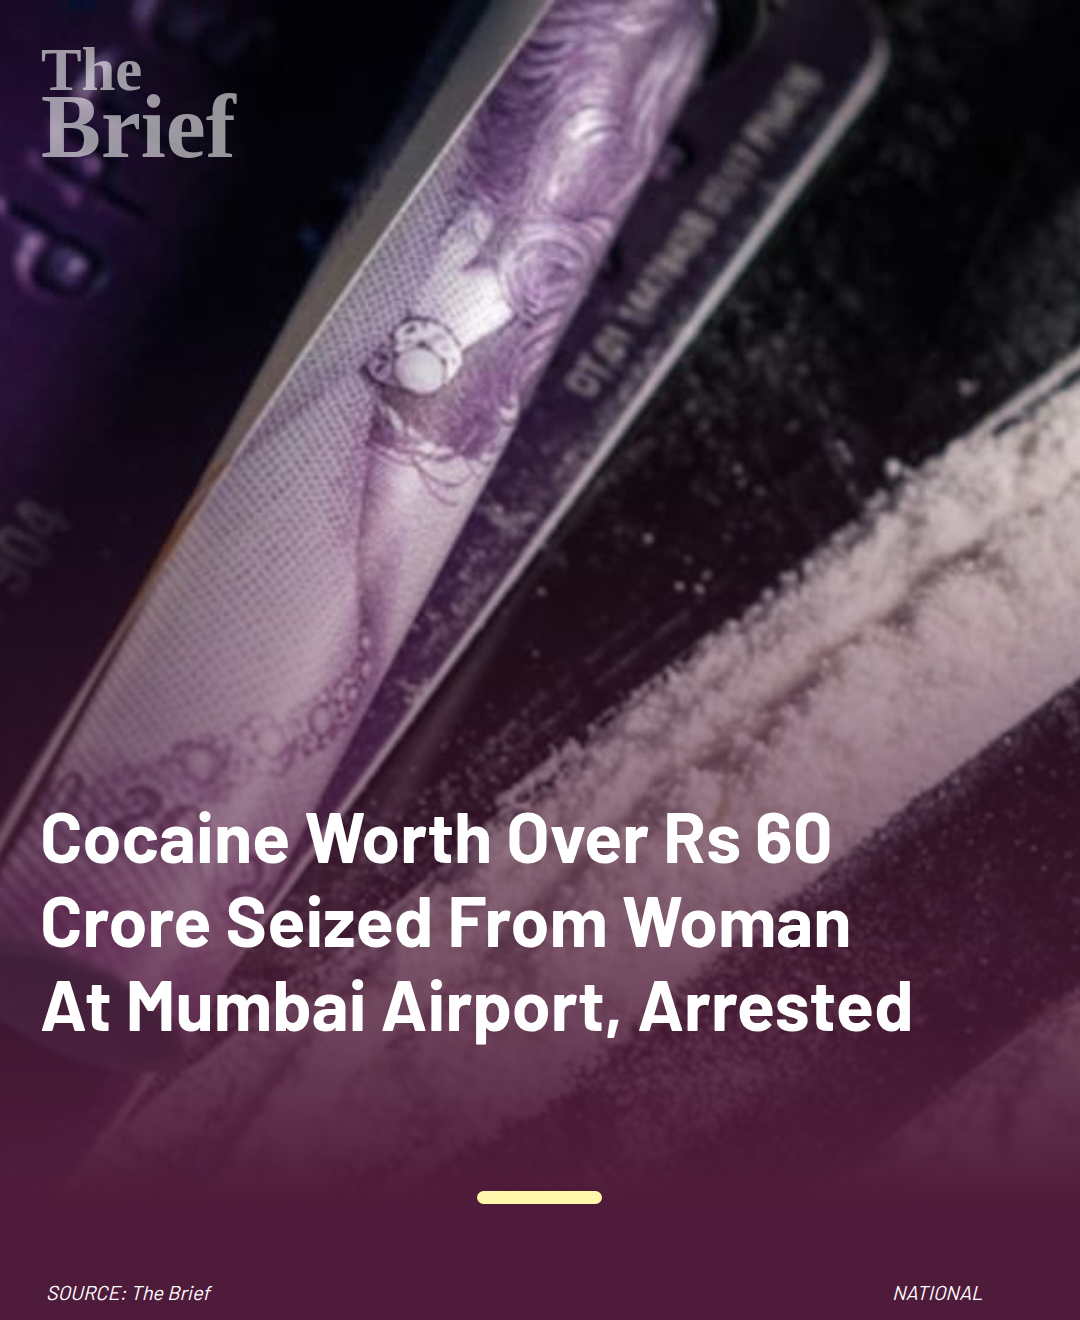 The
Brief
Cocaine Worth Over Rs 60
Crore Seized From Woman
At Mumbai Airport, Arrested
SOURCE: The Brief
NATIONAL